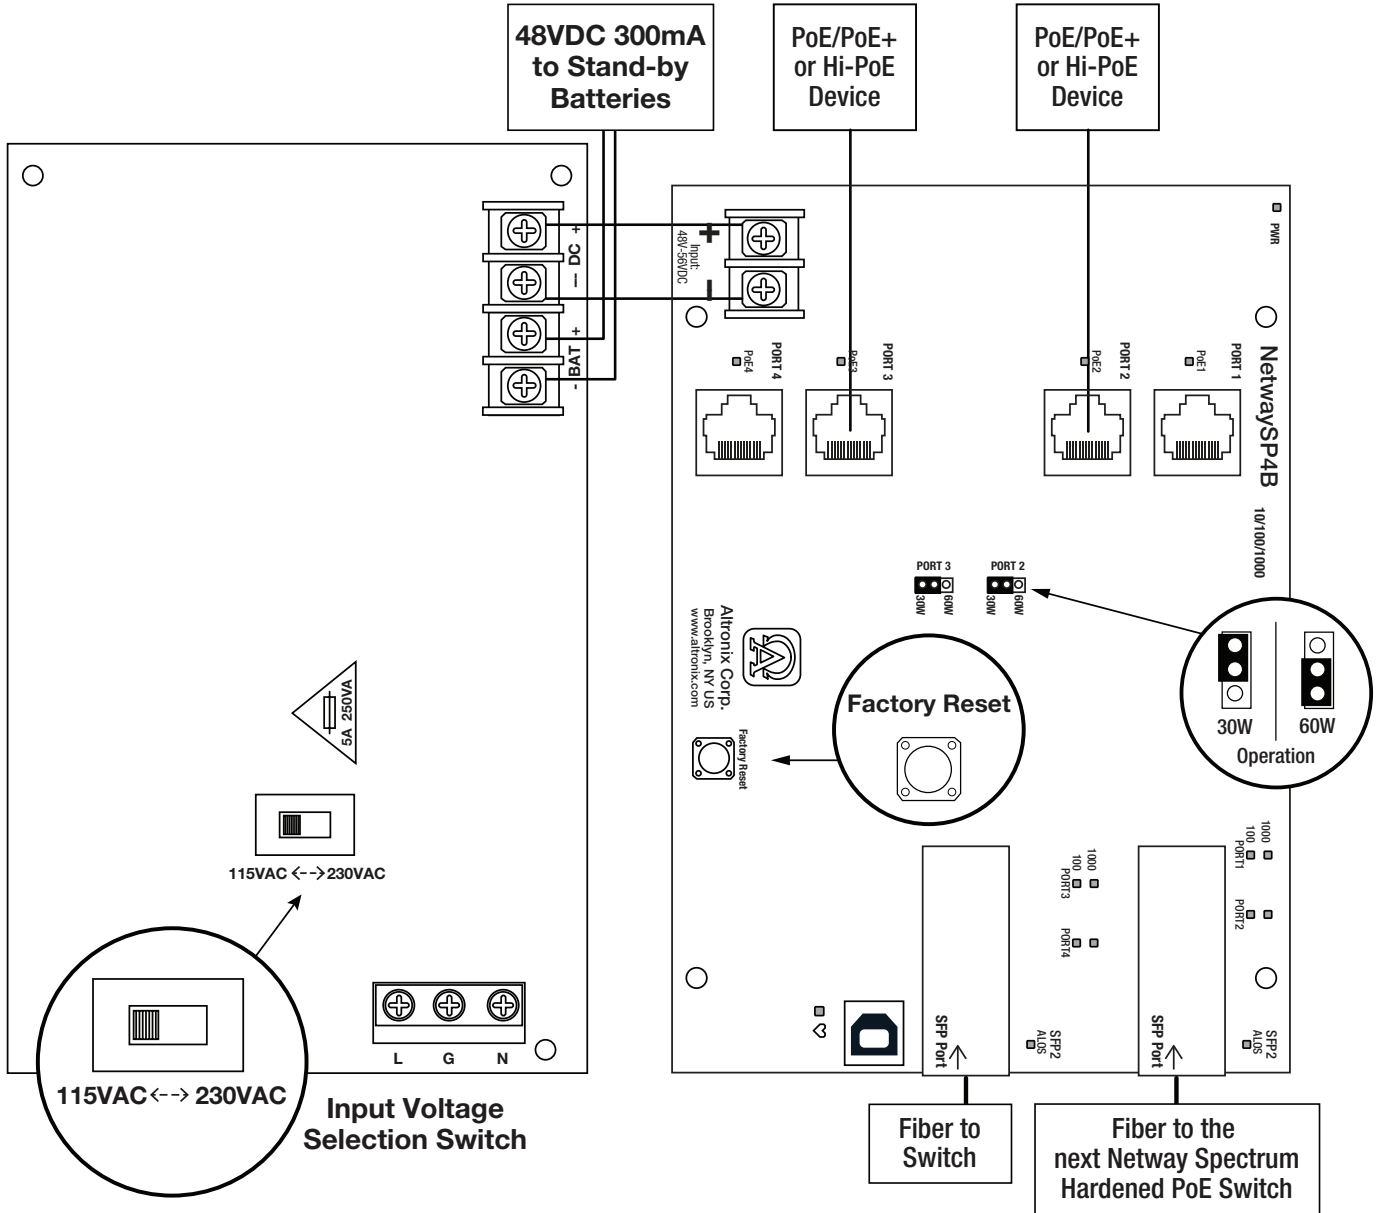 48VDC 300mA
to Stand-by
Batteries
PoE/PoE+
or Hi-PoE
Device
PoE/PoE+
or Hi-PoE
Device
- BAT + -- DC +
Input:
48V-56VDC
+
-
PWR
PORT 4
PoE4
PORT 3
PoE3
PORT 2
PoE2
PORT 1
PoE1
NetwaySP4B
10/100/1000
PORT 3
30W
60W
PORT 2
30W
60W
30W
60W
Operation
Altronix Corp.
Brooklyn, NY US
www.altronix.com
Factory Reset
Factory Reset
5A 250VA
115VAC <--> 230VAC
115VAC <--> 230VAC
Input Voltage
Selection Switch
L G N
1000
100
PORT3
PORT4
1000
100
PORT1
PORT2
SFP Port
SFP2
ALOS
SFP Port
SFP2
ALOS
Fiber to
Switch
Fiber to the
next Netway Spectrum
Hardened PoE Switch